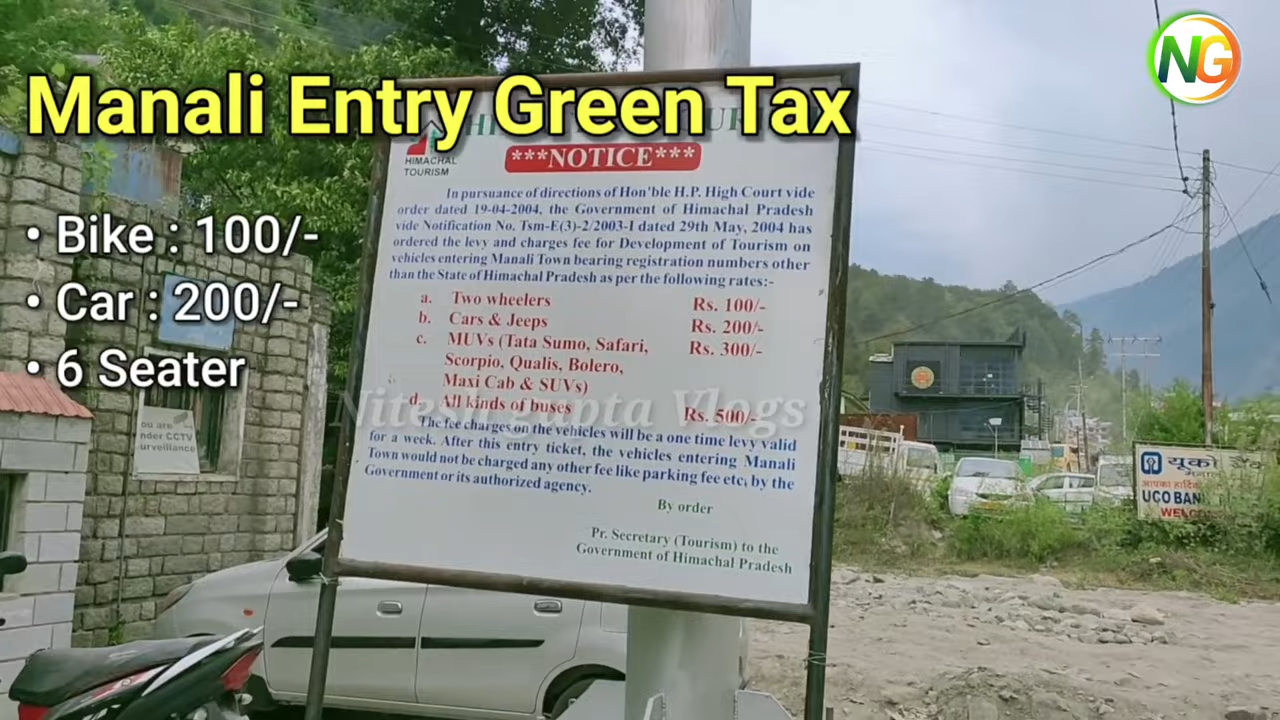 NG
Manali Entry Green Tax
• Bike : 100/-
• Car : 200/-
• 6 Seater
HIMACHAL
TOURISM
***NOTICE***
In pursuance of directions of Hon'ble H.P. High Court vide
order dated 19-04-2004, the Government of Himachal Pradesh
vide Notification No. Tsm-E(3)-2/2003-I dated 29th May, 2004 has
ordered the levy and charges fee for Development of Tourism on
vehicles entering Manali Town bearing registration numbers other
than the State of Himachal Pradesh as per the following rates:-
a. Two wheelers Rs. 100/-
b. Cars & Jeeps Rs. 200/-
c. MUVs (Tata Sumo, Safari, Rs. 300/-
Scorpio, Qualis, Bolero,
Maxi Cab & SUVs)
d. All kinds of buses Rs. 500/-
Nitesh Gupta Vlogs
The fee charges on the vehicles will be a one time levy valid
for a week. After this entry ticket, the vehicles entering Manali
Town would not be charged any other fee like parking fee etc, by the
Government or its authorized agency.
By order
Pr. Secretary (Tourism) to the
Government of Himachal Pradesh
you are
under CCTV
surveillance
यूको बैंक
आपका हार्दिक
UCO BANK